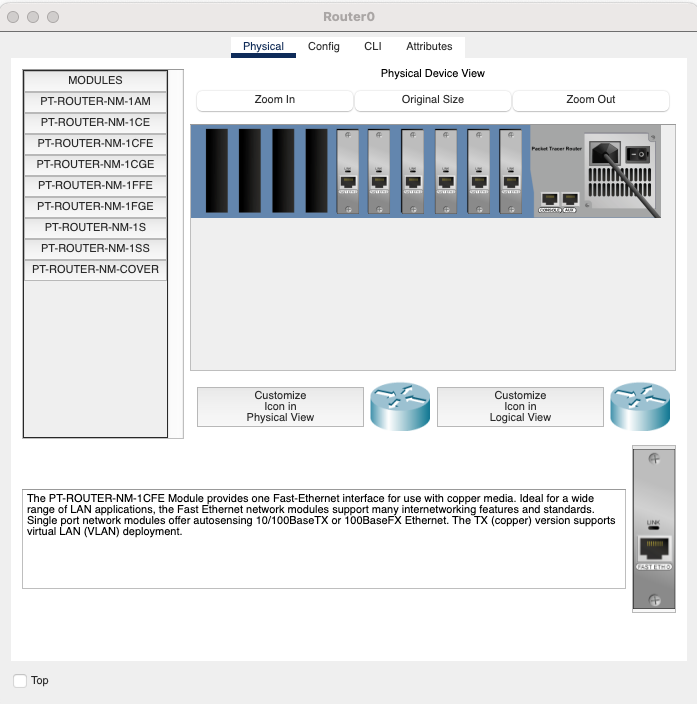 Router0
Physical
Config
CLI
Attributes
MODULES
PT-ROUTER-NM-1AM
PT-ROUTER-NM-1CE
PT-ROUTER-NM-1CFE
PT-ROUTER-NM-1CGE
PT-ROUTER-NM-1FFE
PT-ROUTER-NM-1FGE
PT-ROUTER-NM-1S
PT-ROUTER-NM-1SS
PT-ROUTER-NM-COVER
Physical Device View
Zoom In
Original Size
Zoom Out
LINK
LINK
LINK
LINK
LINK
LINK
Packet Tracer Router
CONSOLE
AUX
Customize
Icon in
Physical View
Customize
Icon in
Logical View
The PT-ROUTER-NM-1CFE Module provides one Fast-Ethernet interface for use with copper media. Ideal for a wide
range of LAN applications, the Fast Ethernet network modules support many internetworking features and standards.
Single port network modules offer autosensing 10/100BaseTX or 100BaseFX Ethernet. The TX (copper) version supports
virtual LAN (VLAN) deployment.
LINK
FAST ETH 0
Top